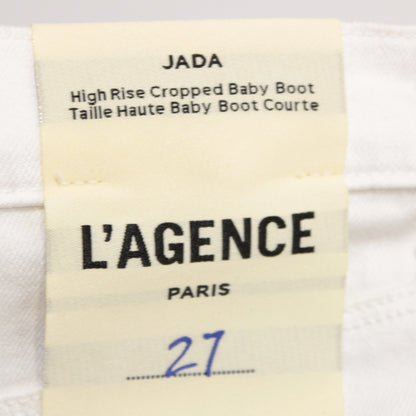 JADA
High Rise Cropped Baby Boot
Taille Haute Baby Boot Courte
L'AGENCE
PARIS
27